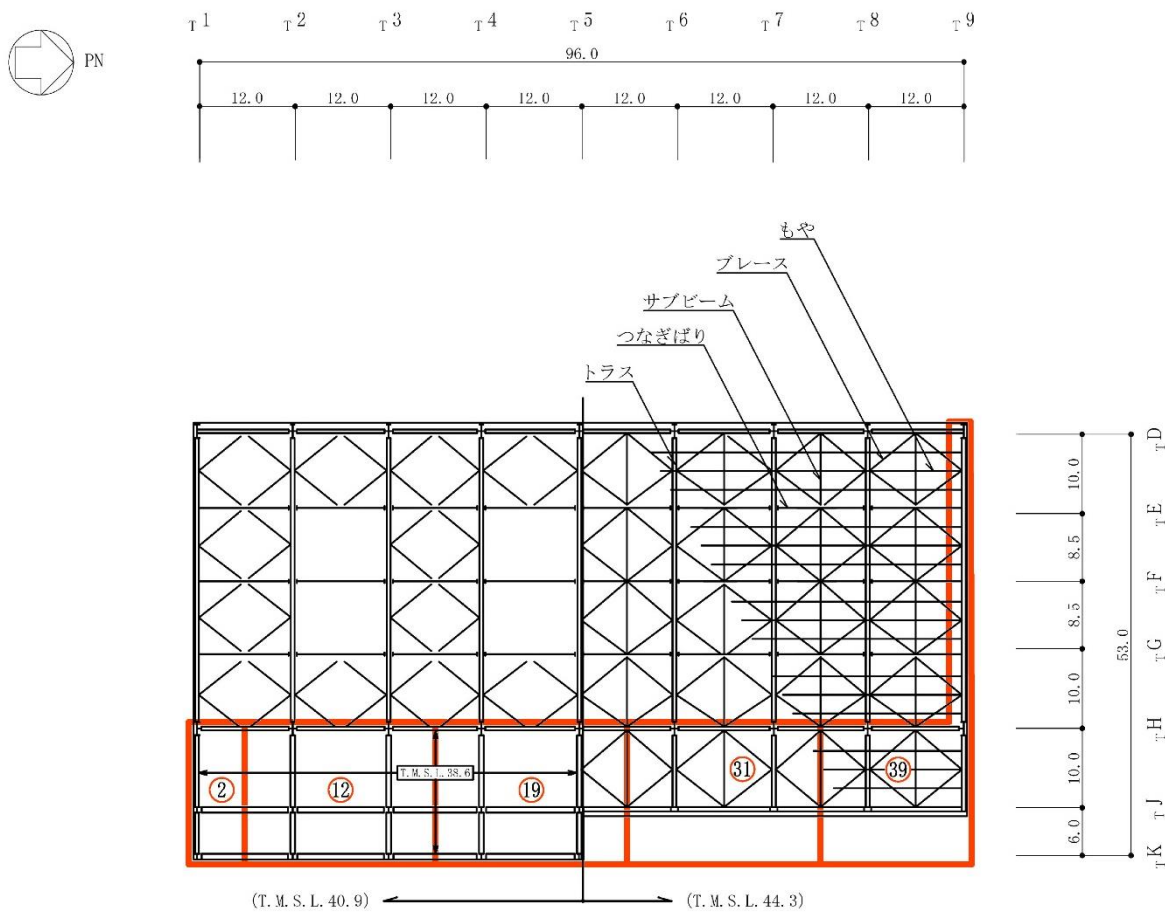 T1 T2 T3 T4 T5 T6 T7 T8 T9
PN
96.0
12.0 12.0 12.0 12.0 12.0 12.0 12.0 12.0
もや
ブレース
サブビーム
つなぎばり
トラス
TD
10.0
TE
8.5
TF
8.5
TG
53.0
10.0
TH
10.0
TJ
6.0
TK
T.M.S.L.38.6
② ⑫ ⑲ ㉛ ㊴
(T.M.S.L.40.9) (T.M.S.L.44.3)